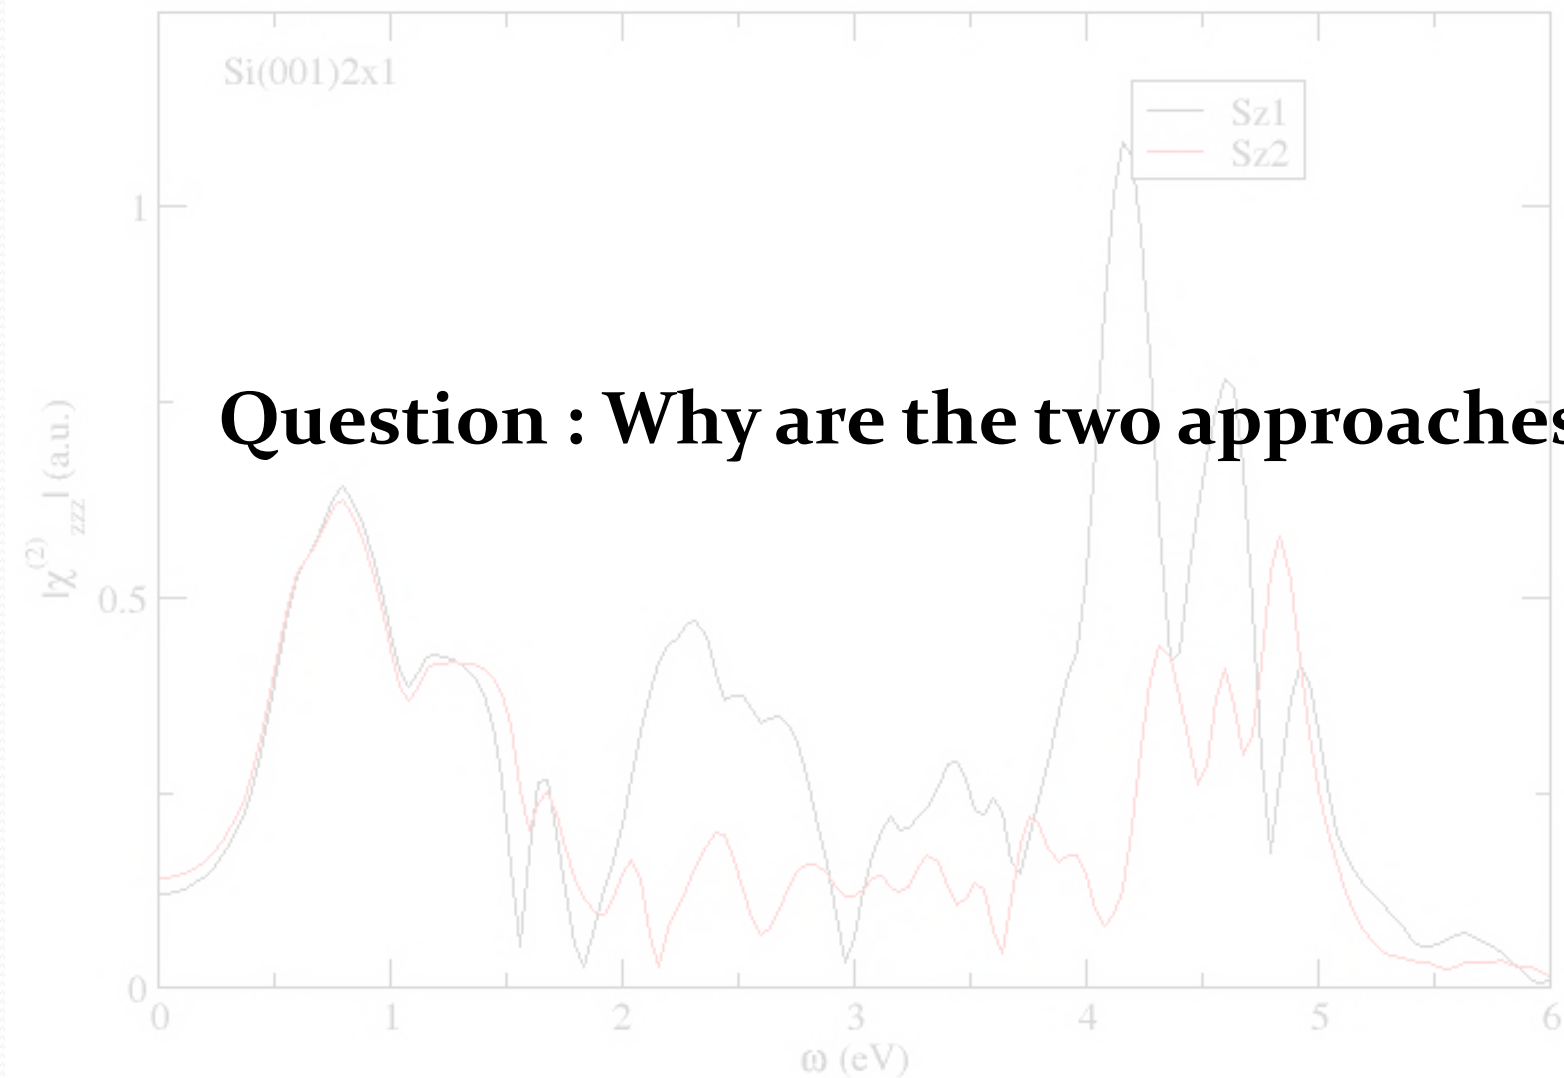 Si(001)2x1
Sz1
Sz2
1
Question : Why are the two approaches
|χ(2)zzz| (a.u.)
0.5
0
0 1 2 3 4 5 6
ω (eV)